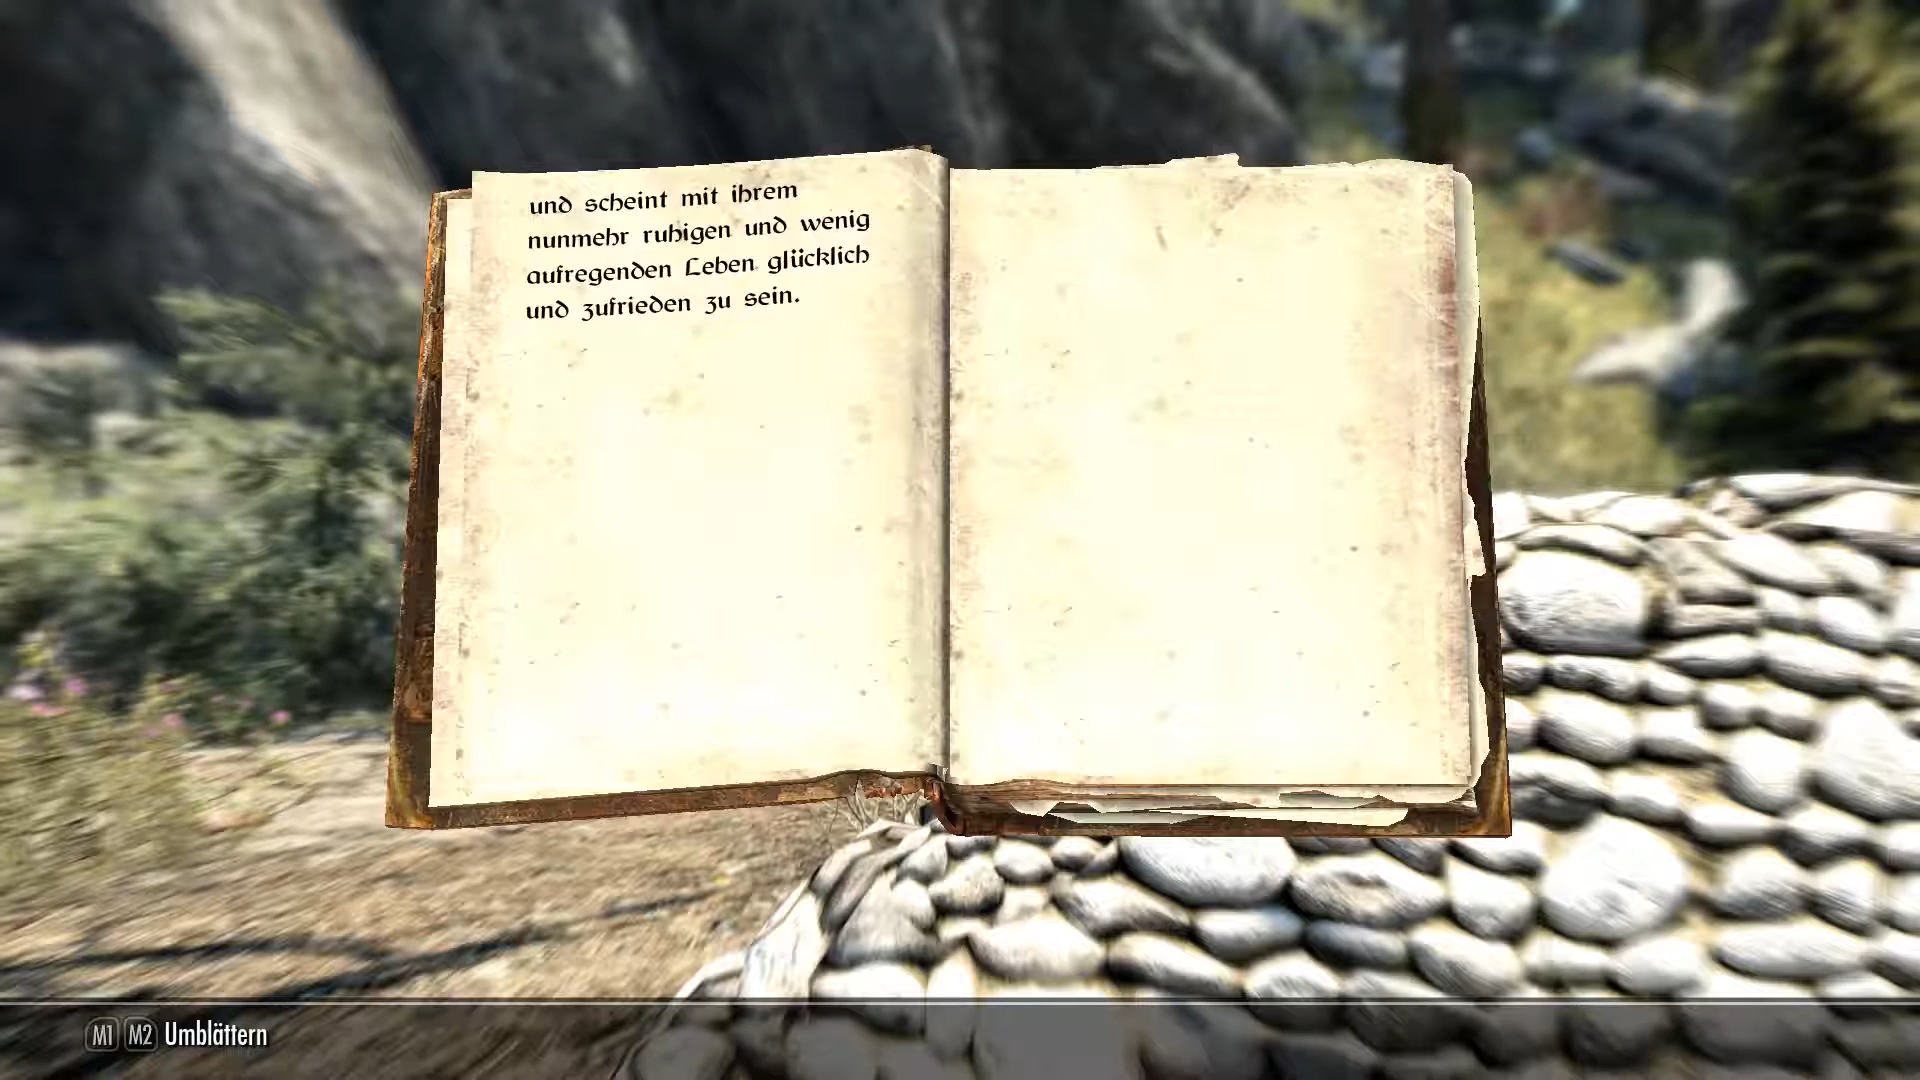 und scheint mit ihrem
nunmehr ruhigen und wenig
aufregenden Leben glücklich
und zufrieden zu sein.
M1 M2 Umblättern